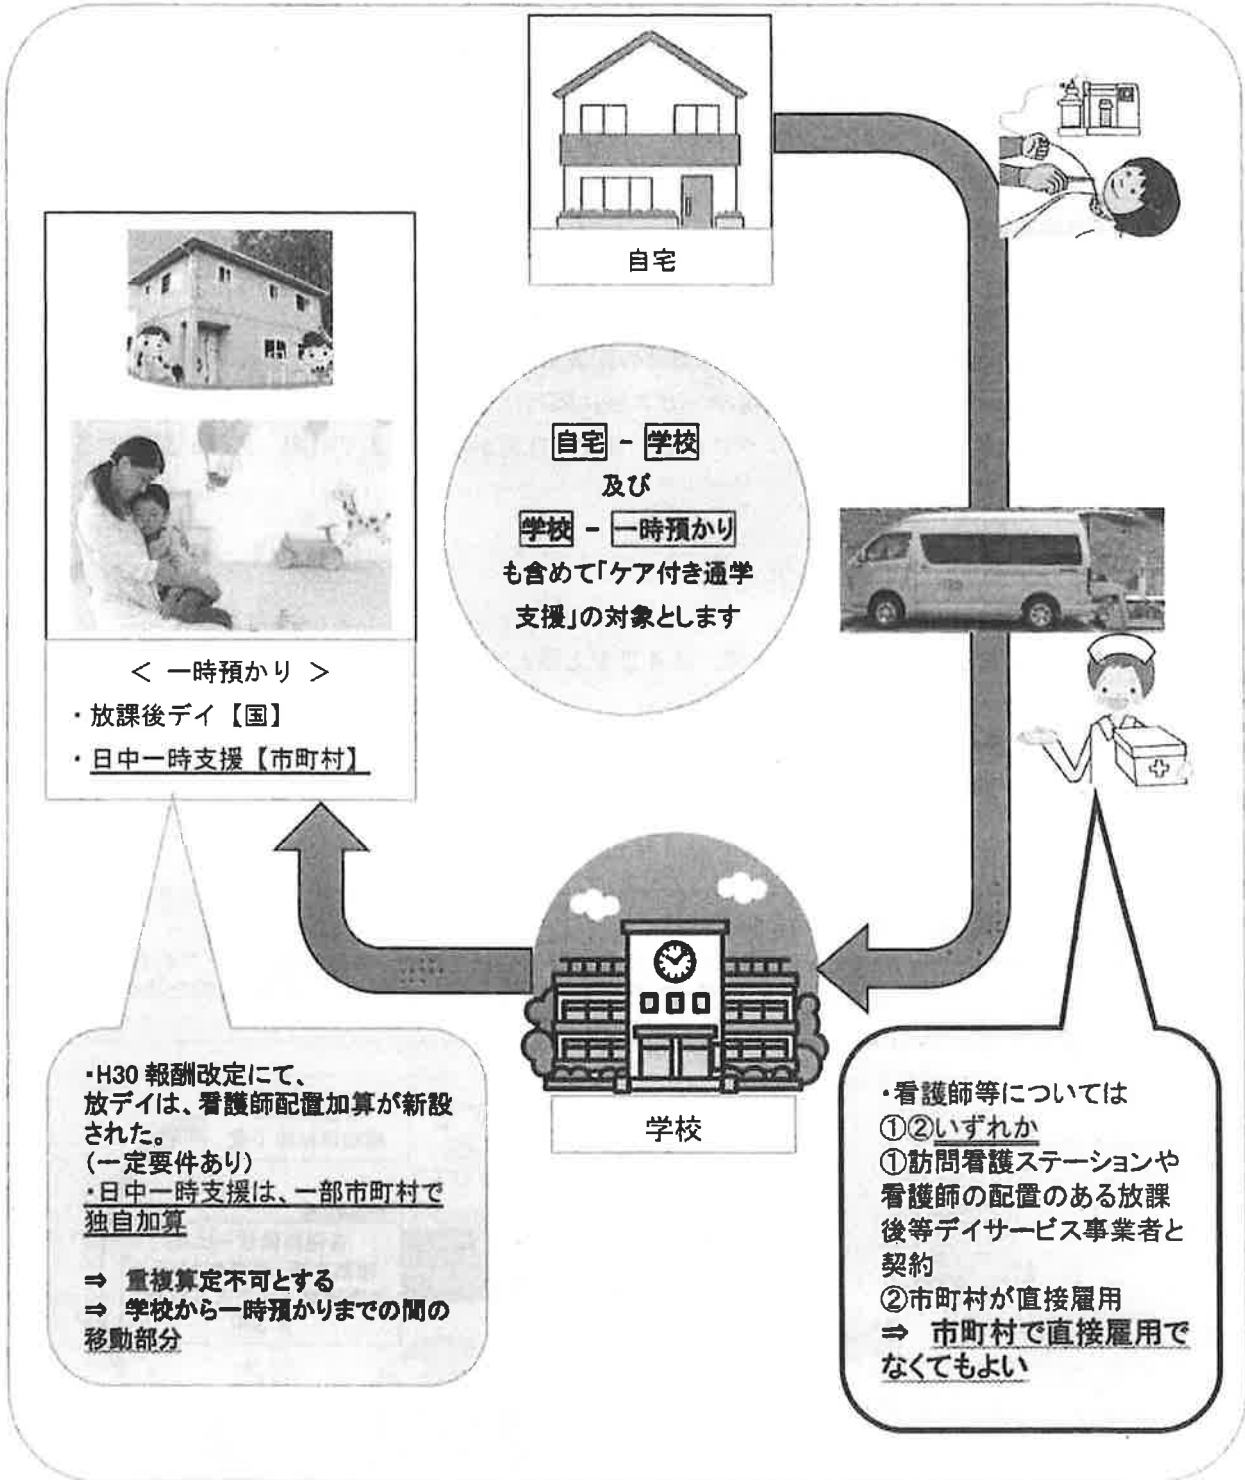 自宅
自宅 - 学校
及び
学校 - 一時預かり
も含めて「ケア付き通学
支援」の対象とします
＜ 一時預かり ＞
・放課後デイ【国】
・日中一時支援【市町村】
学校
・H30 報酬改定にて、
放デイは、看護師配置加算が新設
された。
(一定要件あり)
・日中一時支援は、一部市町村で
独自加算
⇒ 重複算定不可とする
⇒ 学校から一時預かりまでの間の
移動部分
・看護師等については
①②いずれか
①訪問看護ステーションや
看護師の配置のある放課
後等デイサービス事業者と
契約
②市町村が直接雇用
⇒ 市町村で直接雇用で
なくてもよい